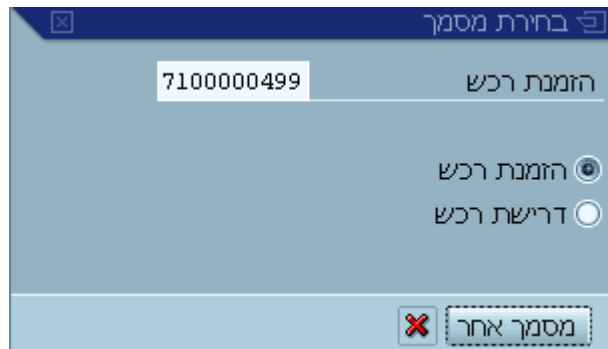 בחירת מסמך
הזמנת רכש 7100000499
הזמנת רכש
דרישת רכש
מסמך אחר